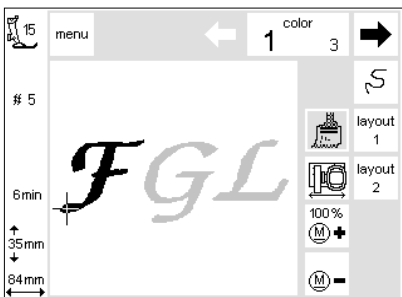 15
menu
color
1 3
# 5
layout
1
layout
2
FGL
6min
100%
M +
35mm
M -
84mm